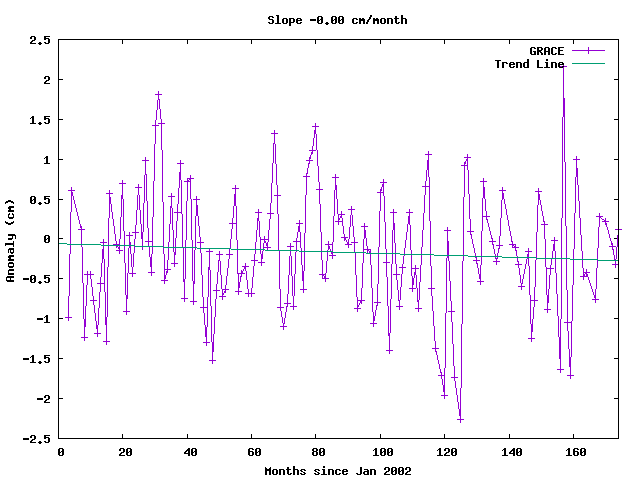 Slope -0.00 cm/month
GRACE
Trend Line
2.5
2
1.5
1
0.5
0
-0.5
-1
-1.5
-2
-2.5
Anomaly (cm)
0 20 40 60 80 100 120 140 160
Months since Jan 2002